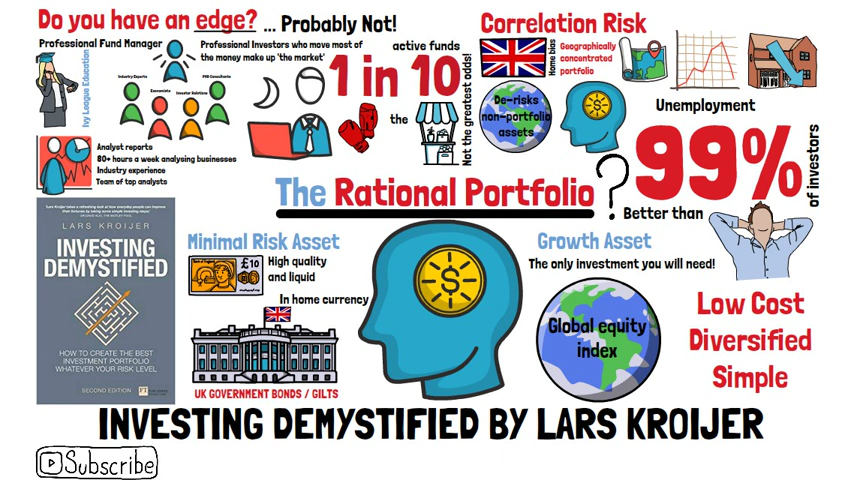 Do you have an edge? ... Probably Not!
Professional Fund Manager
Ivy League Education
Professional Investors who move most of
the money make up 'the market'
Industry Experts
Economists
Investor Relations
PHD Consultants
Analyst reports
80+ hours a week analysing businesses
Industry experience
Team of top analysts
active funds
1 in 10
the
Not the greatest odds!
Correlation Risk
Home bias
Geographically
concentrated
portfolio
De-risks
non-portfolio
assets
Unemployment
99%
of investors
Better than
?
The Rational Portfolio
LARS KROIJER
INVESTING
DEMYSTIFIED
HOW TO CREATE THE BEST
INVESTMENT PORTFOLIO
WHATEVER YOUR RISK LEVEL
SECOND EDITION
FT
Minimal Risk Asset
£10
High quality
and liquid
In home currency
UK GOVERNMENT BONDS / GILTS
$
$
Growth Asset
The only investment you will need!
Global equity
index
Low Cost
Diversified
Simple
INVESTING DEMYSTIFIED BY LARS KROIJER
Subscribe